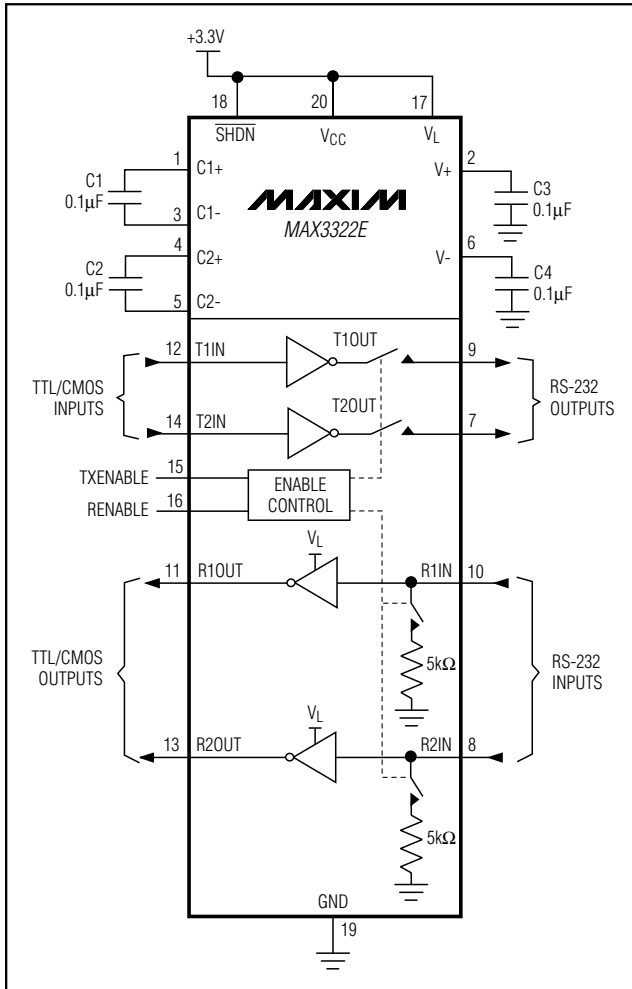 +3.3V
18 20 17
SHDN VCC VL
1 C1+
C1 0.1μF
3 C1-
4 C2+
C2 0.1μF
5 C2-
MAXIM
MAX3322E
V+ 2
C3 0.1μF
V- 6
C4 0.1μF
TTL/CMOS
INPUTS
12 T1IN T1OUT 9
14 T2IN T2OUT 7
RS-232
OUTPUTS
TXENABLE 15
RENABLE 16
ENABLE
CONTROL
TTL/CMOS
OUTPUTS
VL
11 R1OUT R1IN 10
5kΩ
VL
13 R2OUT R2IN 8
5kΩ
RS-232
INPUTS
GND
19